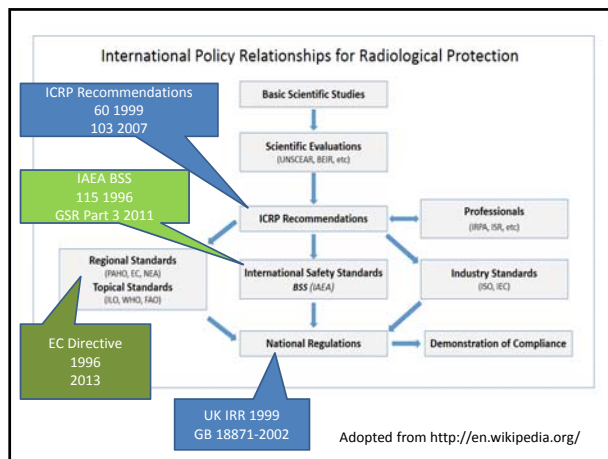 International Policy Relationships for Radiological Protection
ICRP Recommendations
60 1999
103 2007
Basic Scientific Studies
Scientific Evaluations
(UNSCEAR, BEIR, etc)
IAEA BSS
115 1996
GSR Part 3 2011
ICRP Recommendations
Professionals
(IRPA, ISR, etc)
Regional Standards
(PAHO, EC, NEA)
Topical Standards
(ILO, WHO, FAO)
International Safety Standards
BSS (IAEA)
Industry Standards
(ISO, IEC)
EC Directive
1996
2013
National Regulations
Demonstration of Compliance
UK IRR 1999
GB 18871-2002
Adopted from http://en.wikipedia.org/